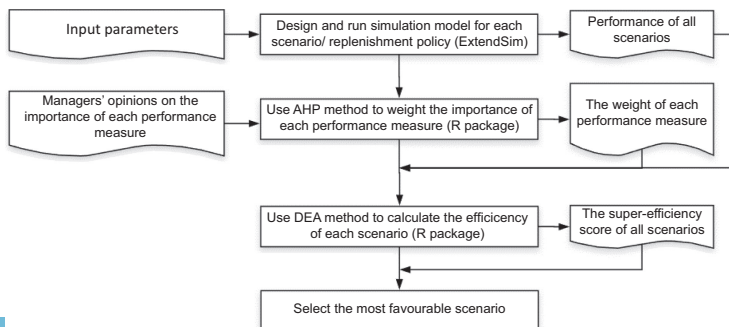 Input parameters
Design and run simulation model for each
scenario/ replenishment policy (ExtendSim)
Performance of all
scenarios
Managers' opinions on the
importance of each performance
measure
Use AHP method to weight the importance of
each performance measure (R package)
The weight of each
performance measure
Use DEA method to calculate the efficicency
of each scenario (R package)
The super-efficiency
score of all scenarios
Select the most favourable scenario